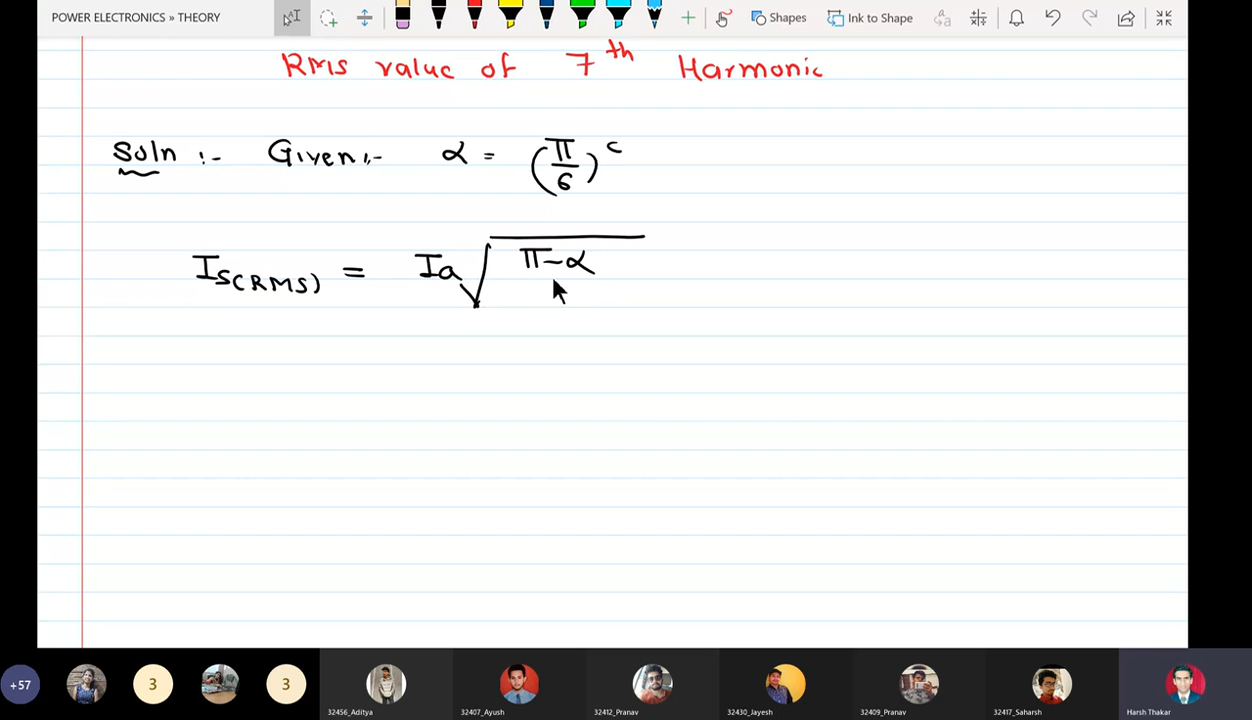 POWER ELECTRONICS » THEORY
Shapes
Ink to Shape
RMS value of 7th Harmonic
Soln :- Given:- α = (π/6)ᶜ
IS(RMS) = Ia √π-α
+57
3
3
32456_Aditya
32407_Ayush
32412_Pranav
32430_Jayesh
32409_Pranav
32417_Saharsh
Harsh Thakar